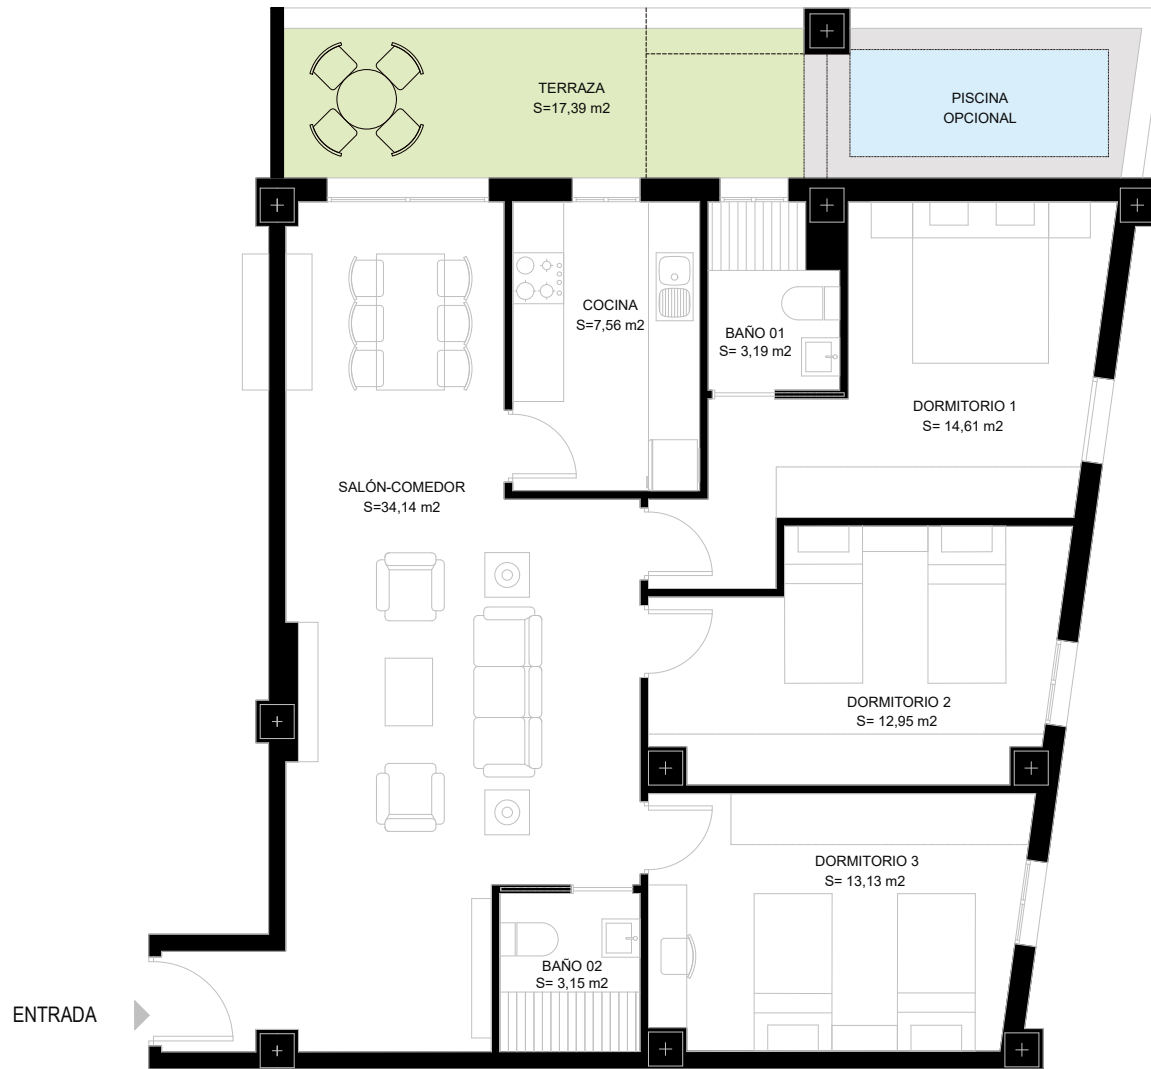 TERRAZA
S=17,39 m2
PISCINA
OPCIONAL
COCINA
S=7,56 m2
BAÑO 01
S= 3,19 m2
DORMITORIO 1
S= 14,61 m2
SALÓN-COMEDOR
S=34,14 m2
DORMITORIO 2
S= 12,95 m2
DORMITORIO 3
S= 13,13 m2
BAÑO 02
S= 3,15 m2
ENTRADA